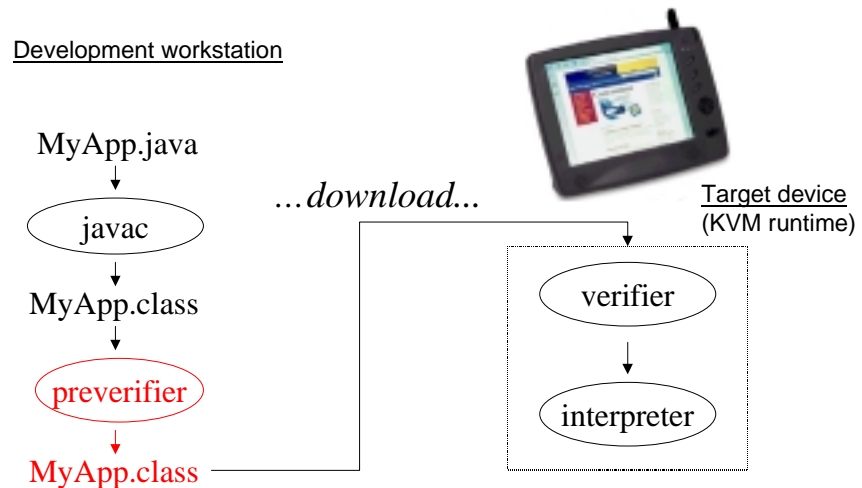 Development workstation
MyApp.java
javac
MyApp.class
preverifier
MyApp.class
...download...
Target device
(KVM runtime)
verifier
interpreter